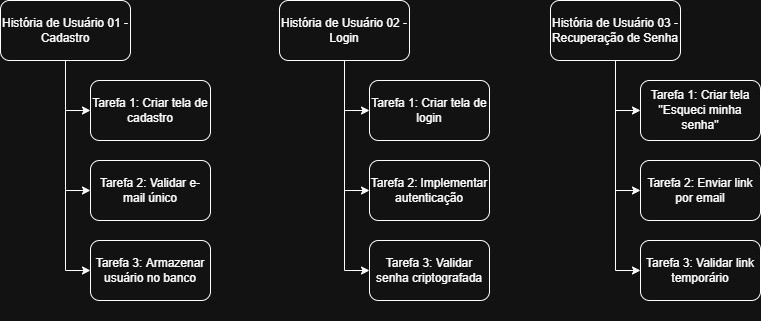 História de Usuário 01 -
Cadastro
Tarefa 1: Criar tela de
cadastro
Tarefa 2: Validar e-
mail único
Tarefa 3: Armazenar
usuário no banco
História de Usuário 02 -
Login
Tarefa 1: Criar tela de
login
Tarefa 2: Implementar
autenticação
Tarefa 3: Validar
senha criptografada
História de Usuário 03 -
Recuperação de Senha
Tarefa 1: Criar tela
"Esqueci minha
senha"
Tarefa 2: Enviar link
por email
Tarefa 3: Validar link
temporário